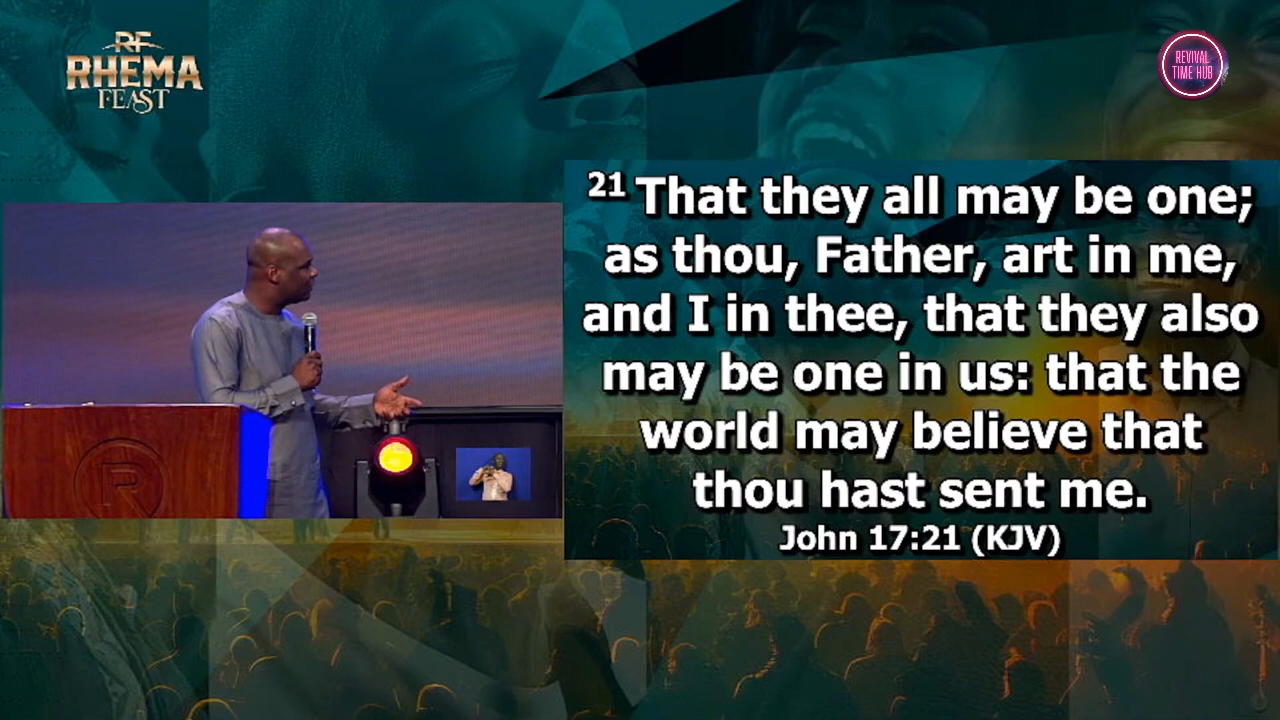 RF
RHEMA
FEAST
REVIVAL
TIME HUB
21 That they all may be one;
as thou, Father, art in me,
and I in thee, that they also
may be one in us: that the
world may believe that
thou hast sent me.
John 17:21 (KJV)
R